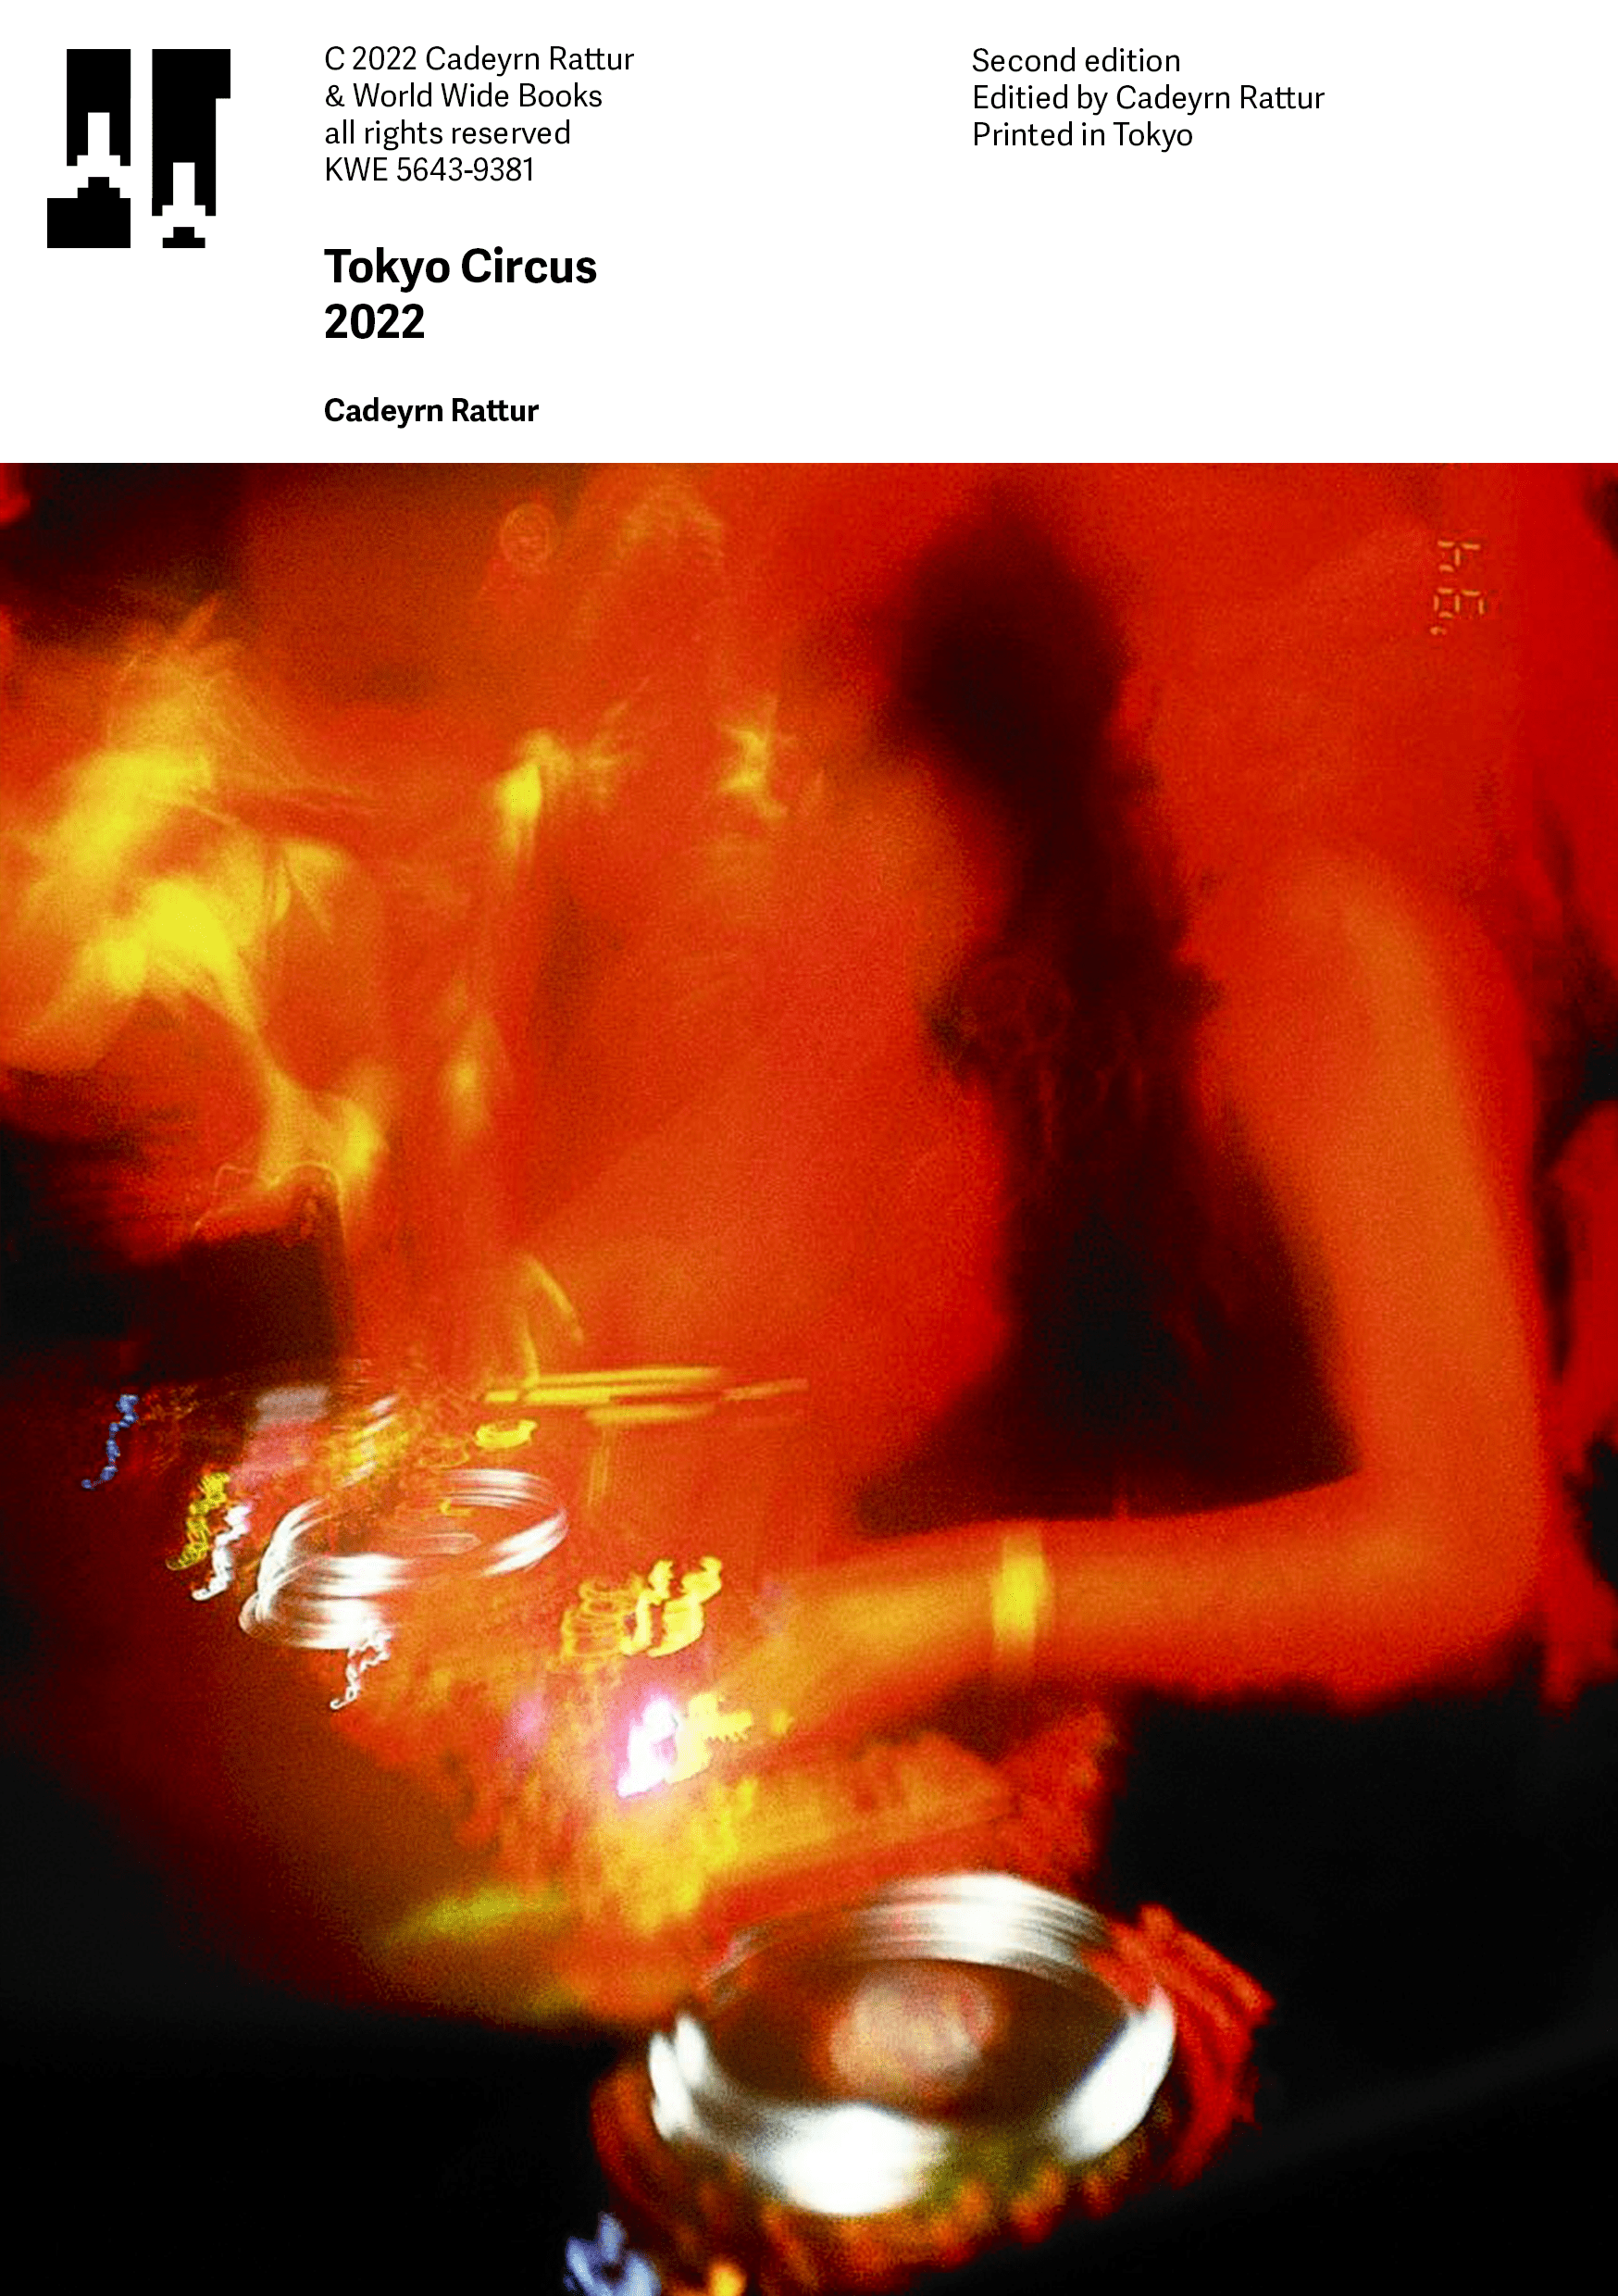 C 2022 Cadeyrn Rattur
& World Wide Books
all rights reserved
KWE 5643-9381
Second edition
Editied by Cadeyrn Rattur
Printed in Tokyo
Tokyo Circus
2022
Cadeyrn Rattur